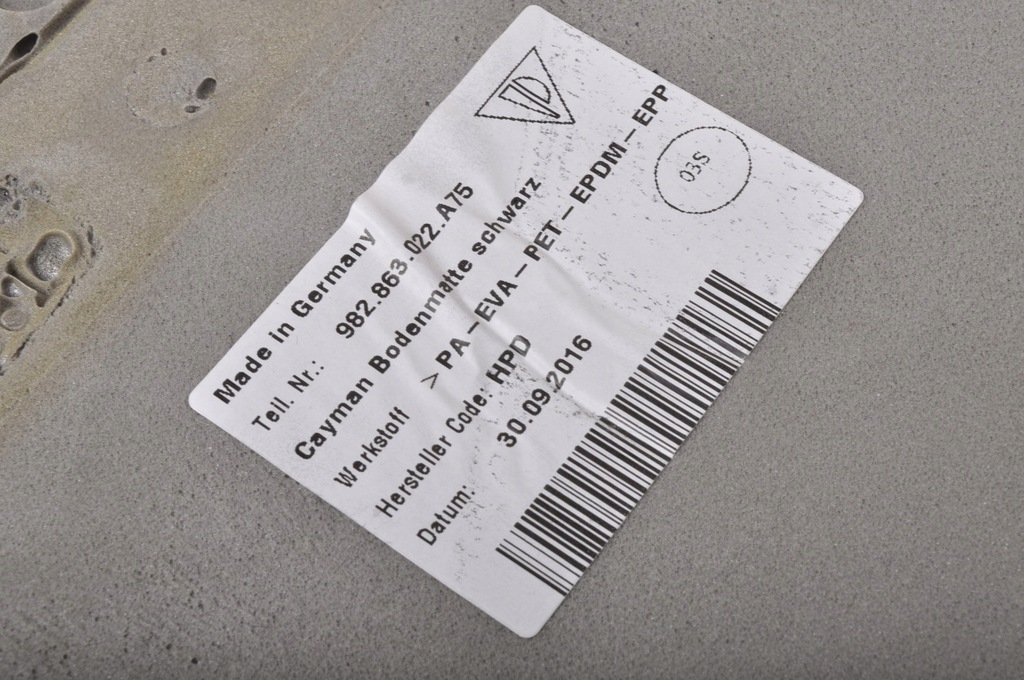 Made in Germany
Teil. Nr.: 982.863.022.A75
Cayman Bodenmatte schwarz
Werkstoff > PA – EVA – PET – EPDM – EPP
Hersteller Code: HPD
Datum: 30.09.2016
03S